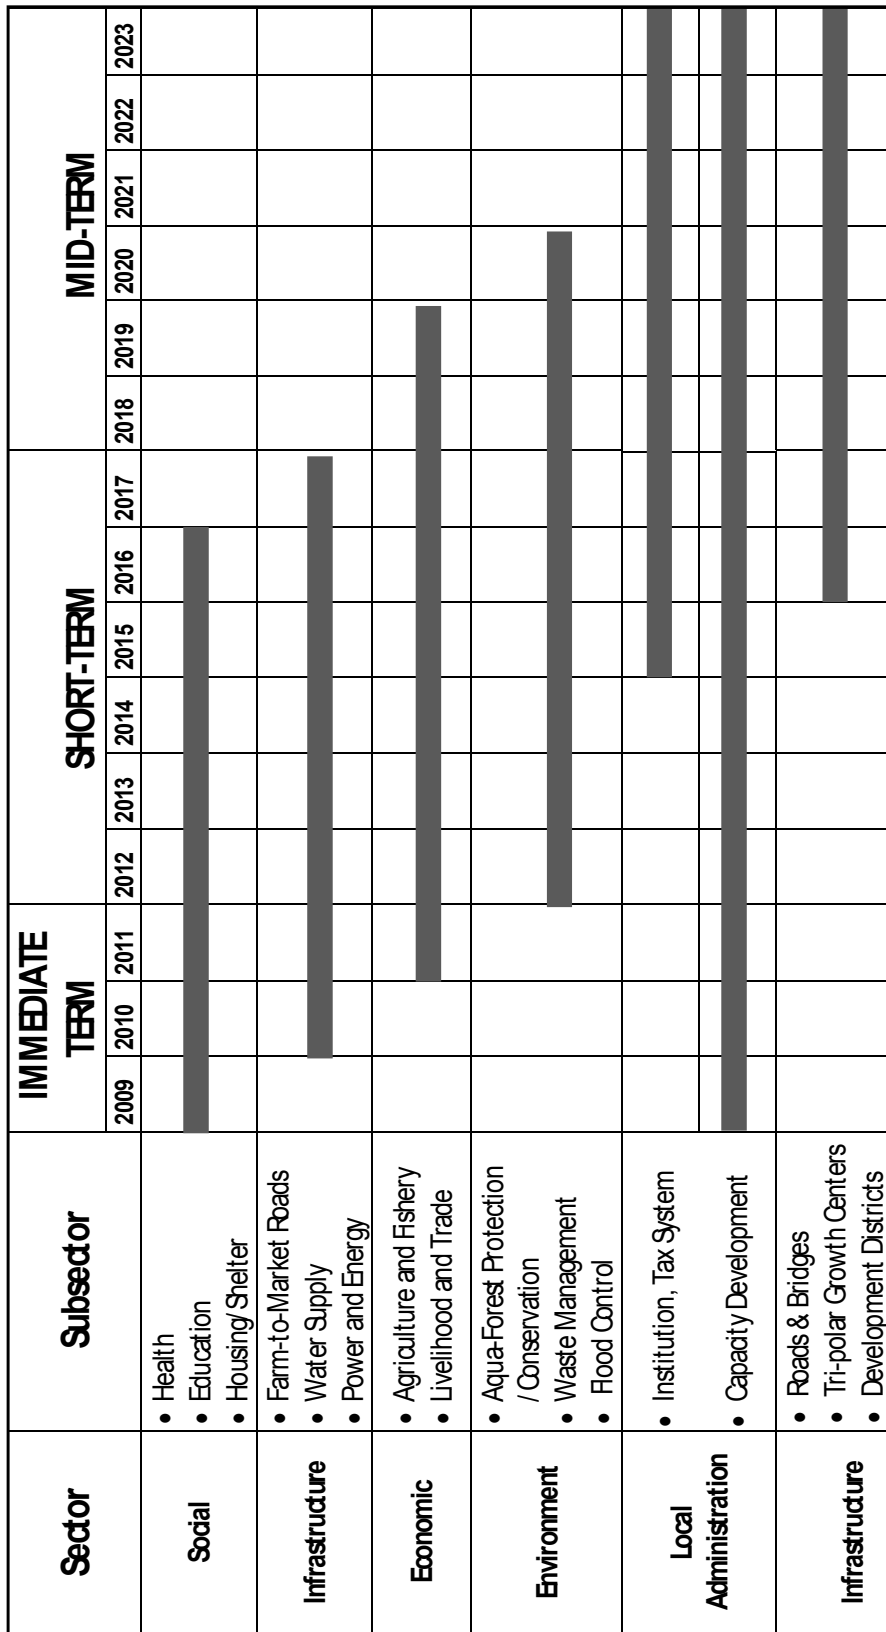 Sector
Subsector
IMMEDIATE
TERM
SHORT-TERM
MID-TERM
2009
2010
2011
2012
2013
2014
2015
2016
2017
2018
2019
2020
2021
2022
2023
Social
• Health
• Education
• Housing/Shelter
Infrastructure
• Farm-to-Market Roads
• Water Supply
• Power and Energy
Economic
• Agriculture and Fishery
• Livelihood and Trade
Environment
• Aqua-Forest Protection
/ Conservation
• Waste Management
• Flood Control
Local
Administration
• Institution, Tax System
• Capacity Development
Infrastructure
• Roads & Bridges
• Tri-polar Growth Centers
• Development Districts